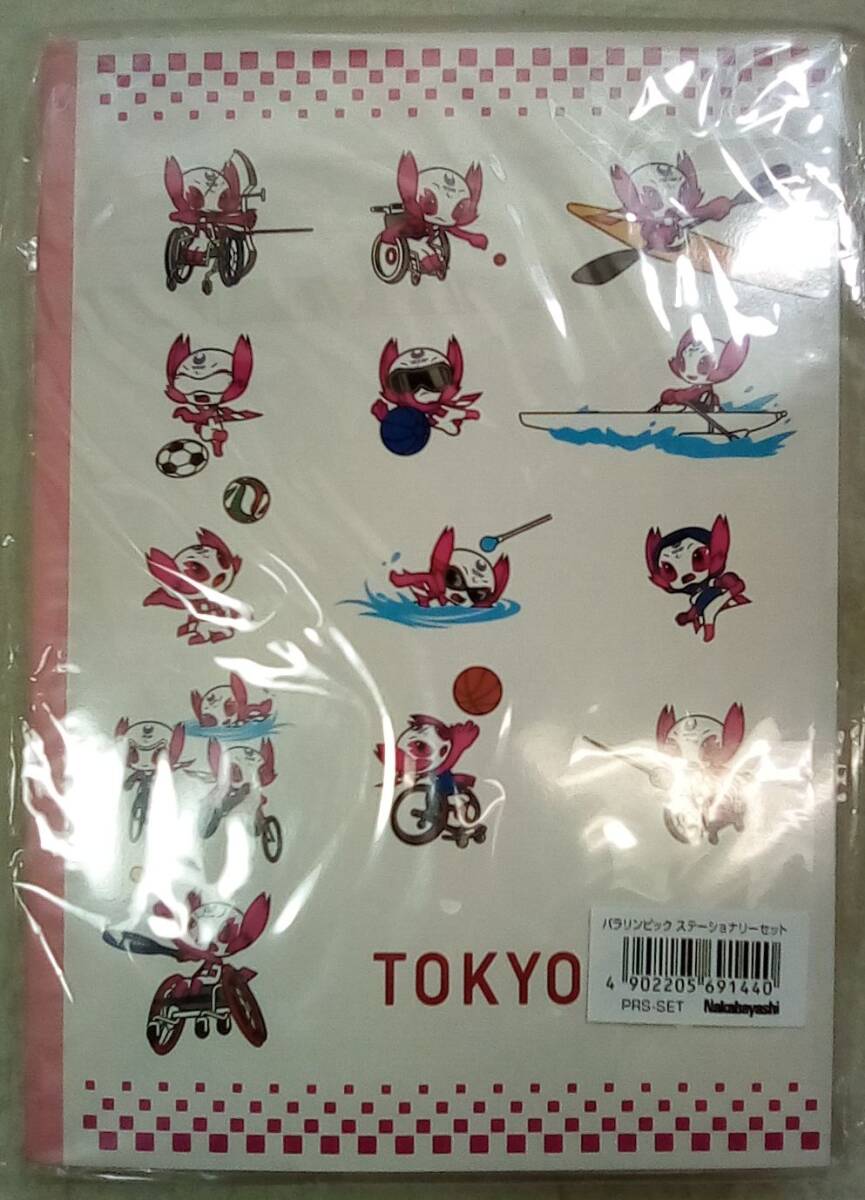 TOKYO
パラリンピック ステーショナリーセット
4 902205 691440
PRS-SET Nakabayashi